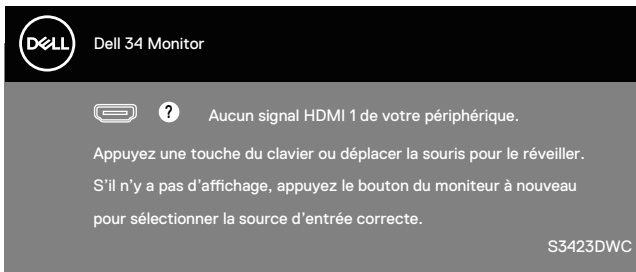 DELL
Dell 34 Monitor
? Aucun signal HDMI 1 de votre périphérique.
Appuyez une touche du clavier ou déplacer la souris pour le réveiller.
S'il n'y a pas d'affichage, appuyez le bouton du moniteur à nouveau
pour sélectionner la source d'entrée correcte.
S3423DWC